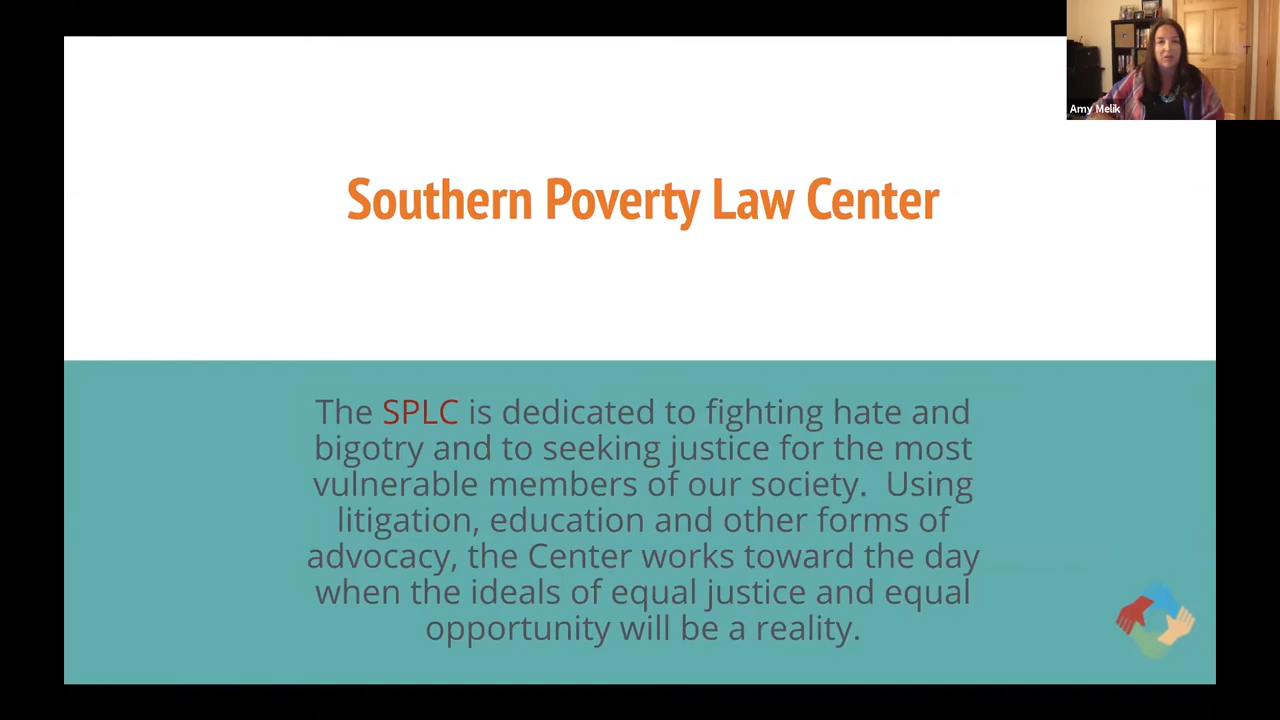 Amy Melik
Southern Poverty Law Center
The SPLC is dedicated to fighting hate and
bigotry and to seeking justice for the most
vulnerable members of our society.  Using
litigation, education and other forms of
advocacy, the Center works toward the day
when the ideals of equal justice and equal
opportunity will be a reality.